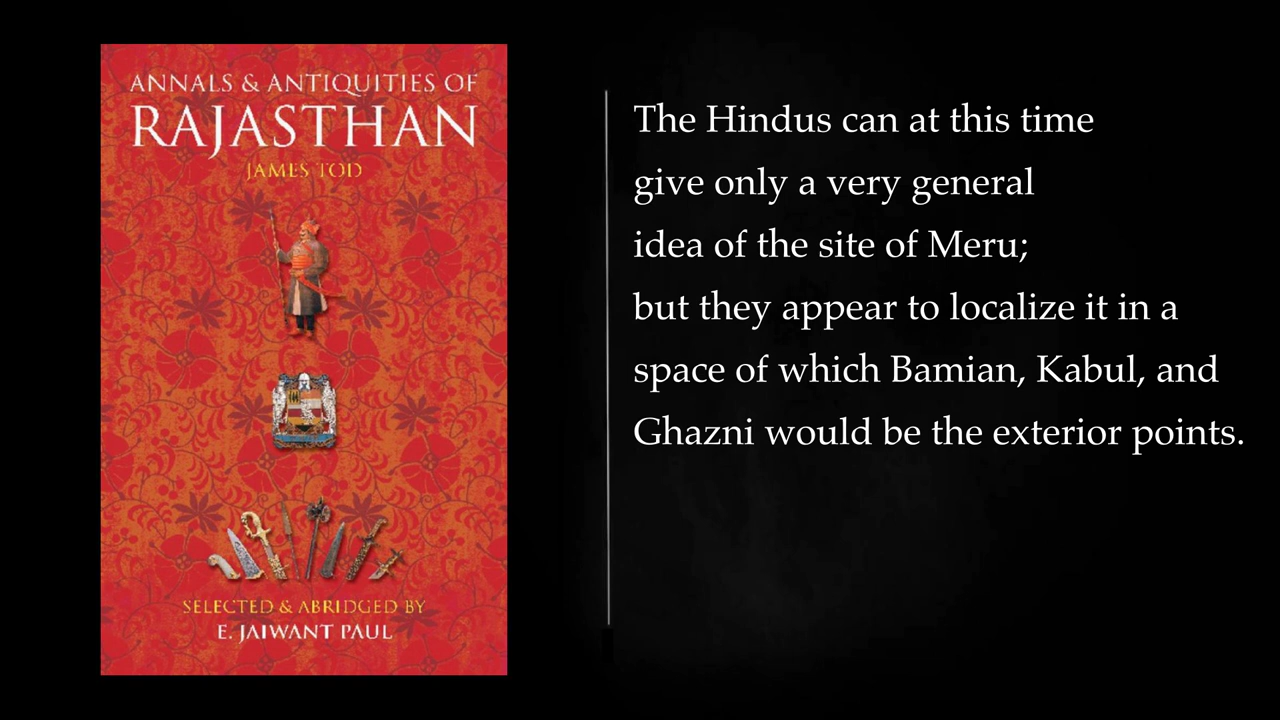 ANNALS & ANTIQUITIES OF
RAJASTHAN
JAMES TOD
SELECTED & ABRIDGED BY
E. JAIWANT PAUL
The Hindus can at this time
give only a very general
idea of the site of Meru;
but they appear to localize it in a
space of which Bamian, Kabul, and
Ghazni would be the exterior points.